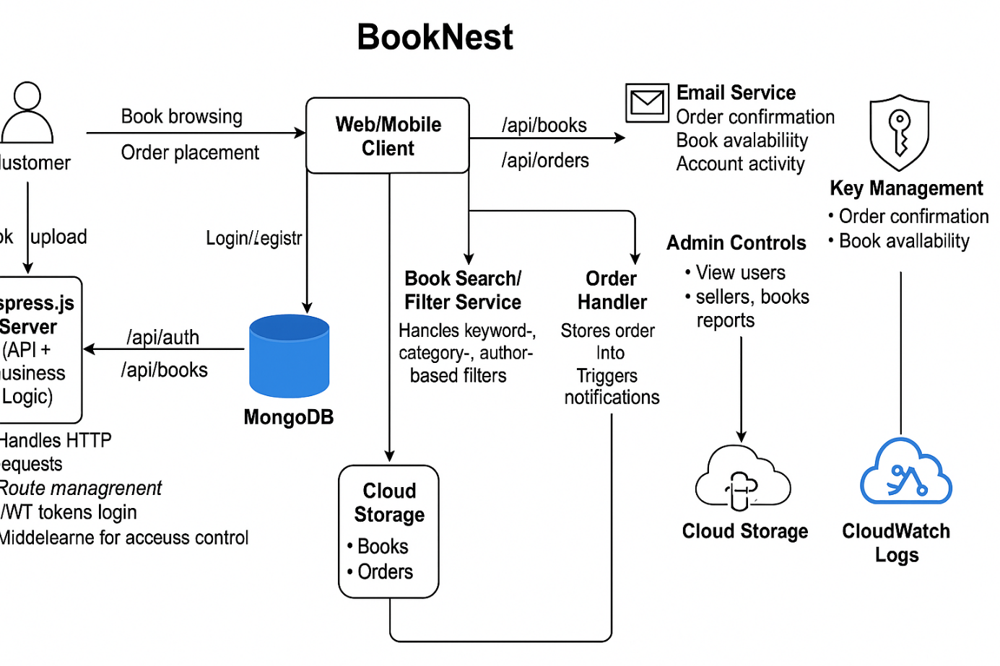 BookNest
ustomer
Book browsing
Order placement
Web/Mobile
Client
/api/books
/api/orders
Email Service
Order confirmation
Book avalabiliity
Account activity
Key Management
• Order confirmation
• Book avallability
ok upload
Login/
Admin Controls
• View users
• sellers, books
reports
spress.js
Server
(API +
usiness
Logic)
/api/auth
/api/books
MongoDB
Book Search/
Filter Service
Hancles keyword-,
category-, author-
based filters
Order
Handler
Stores order
Into
Triggers
notifications
Handles HTTP
equests
Route managrenent
/WT tokens login
Middelearne for acceuss control
Cloud
Storage
• Books
• Orders
Cloud Storage
CloudWatch
Logs